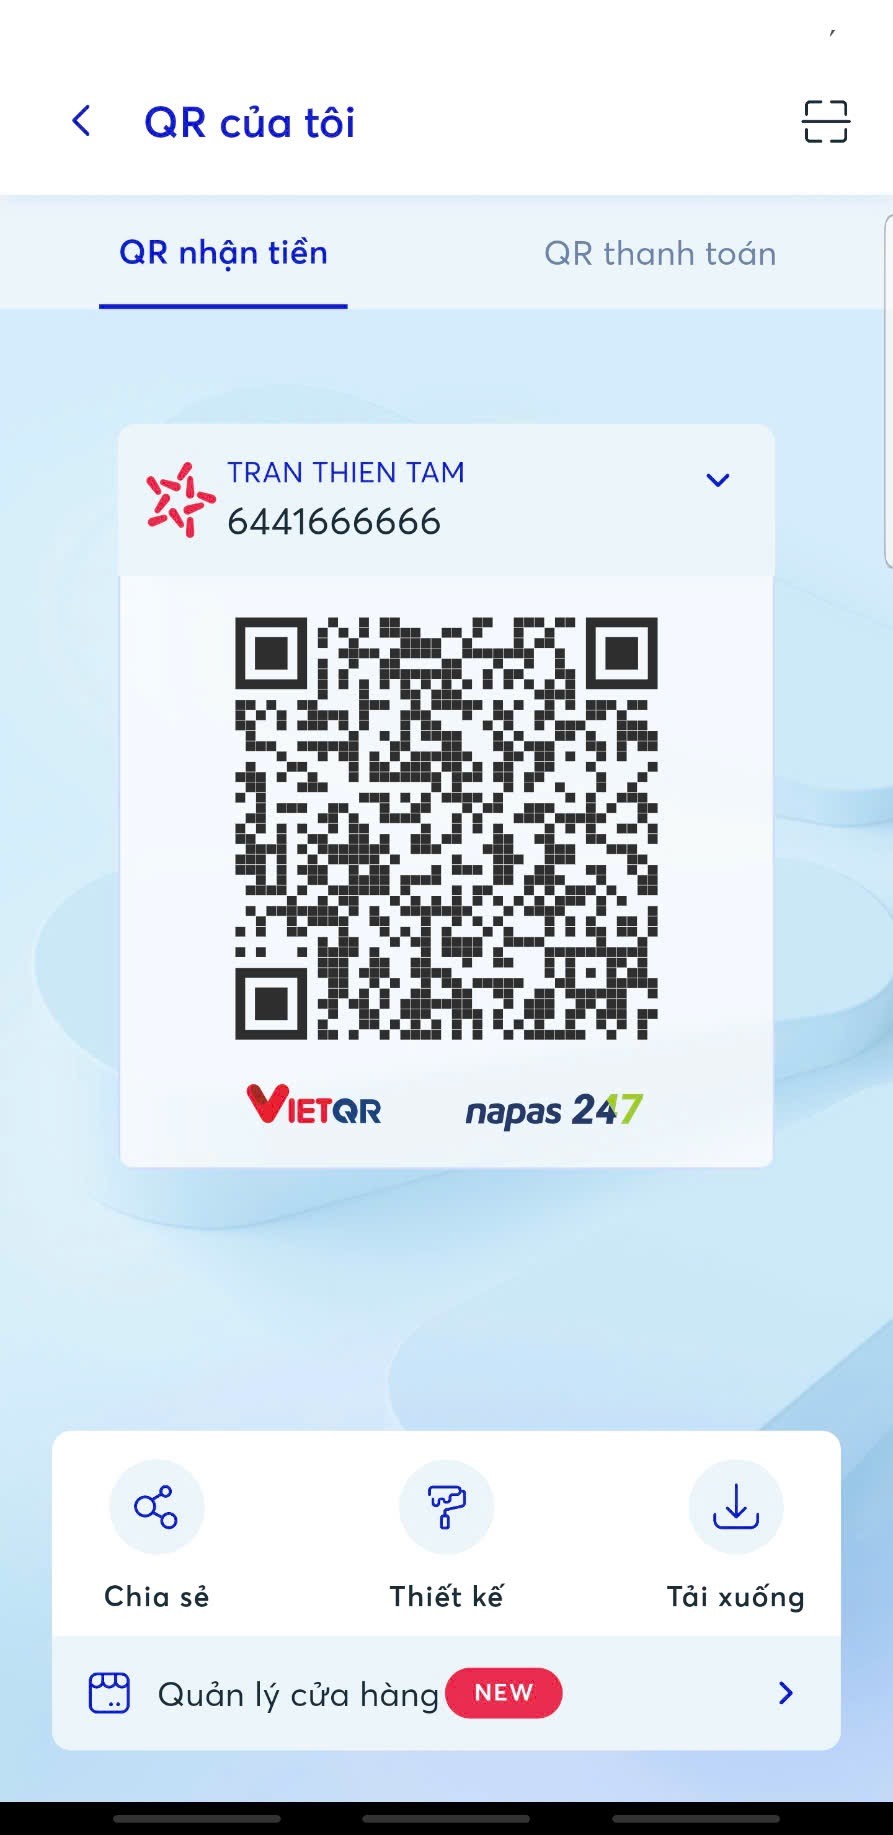 QR của tôi
QR nhận tiền
QR thanh toán
TRAN THIEN TAM
6441666666
VIETQR
napas 247
Chia sẻ
Thiết kế
Tải xuống
Quản lý cửa hàng NEW